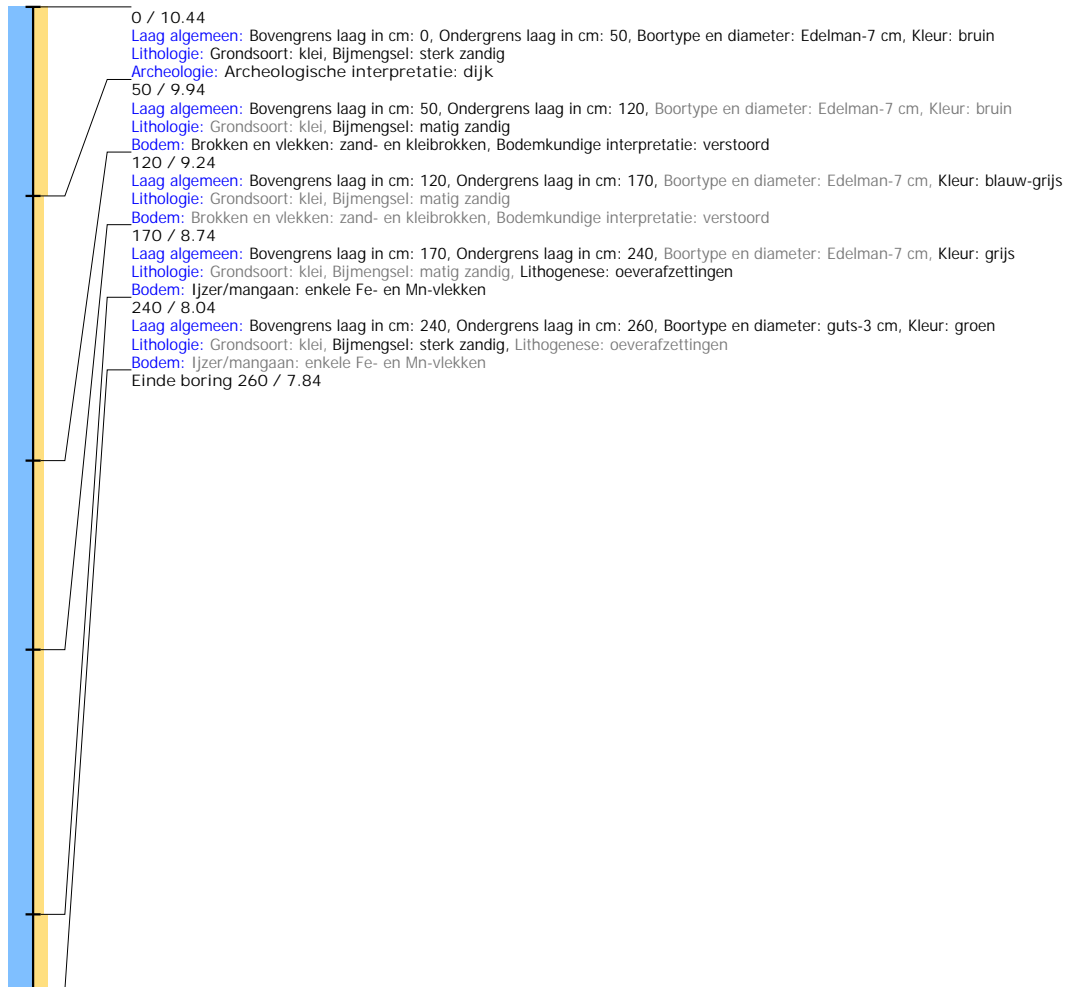 0 / 10.44
Laag algemeen: Bovengrens laag in cm: 0, Ondergrens laag in cm: 50, Boortype en diameter: Edelman-7 cm, Kleur: bruin
Lithologie: Grondsoort: klei, Bijmengsel: sterk zandig
Archeologie: Archeologische interpretatie: dijk
50 / 9.94
Laag algemeen: Bovengrens laag in cm: 50, Ondergrens laag in cm: 120, Boortype en diameter: Edelman-7 cm, Kleur: bruin
Lithologie: Grondsoort: klei, Bijmengsel: matig zandig
Bodem: Brokken en vlekken: zand- en kleibrokken, Bodemkundige interpretatie: verstoord
120 / 9.24
Laag algemeen: Bovengrens laag in cm: 120, Ondergrens laag in cm: 170, Boortype en diameter: Edelman-7 cm, Kleur: blauw-grijs
Lithologie: Grondsoort: klei, Bijmengsel: matig zandig
Bodem: Brokken en vlekken: zand- en kleibrokken, Bodemkundige interpretatie: verstoord
170 / 8.74
Laag algemeen: Bovengrens laag in cm: 170, Ondergrens laag in cm: 240, Boortype en diameter: Edelman-7 cm, Kleur: grijs
Lithologie: Grondsoort: klei, Bijmengsel: matig zandig, Lithogenese: oeverafzettingen
Bodem: Ijzer/mangaan: enkele Fe- en Mn-vlekken
240 / 8.04
Laag algemeen: Bovengrens laag in cm: 240, Ondergrens laag in cm: 260, Boortype en diameter: guts-3 cm, Kleur: groen
Lithologie: Grondsoort: klei, Bijmengsel: sterk zandig, Lithogenese: oeverafzettingen
Bodem: Ijzer/mangaan: enkele Fe- en Mn-vlekken
Einde boring 260 / 7.84